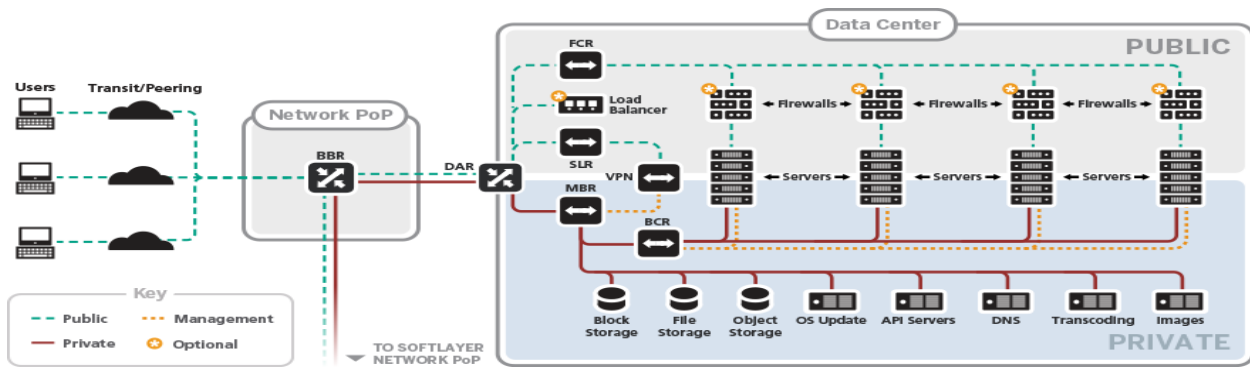 Data Center
PUBLIC
FCR
Users
Transit/Peering
Load
Balancer
Firewalls
Firewalls
Firewalls
Network PoP
BBR
DAR
SLR
VPN
Servers
Servers
Servers
MBR
BCR
Key
Public
Management
Private
Optional
TO SOFTLAYER
NETWORK PoP
Block
Storage
File
Storage
Object
Storage
OS Update
API Servers
DNS
Transcoding
Images
PRIVATE